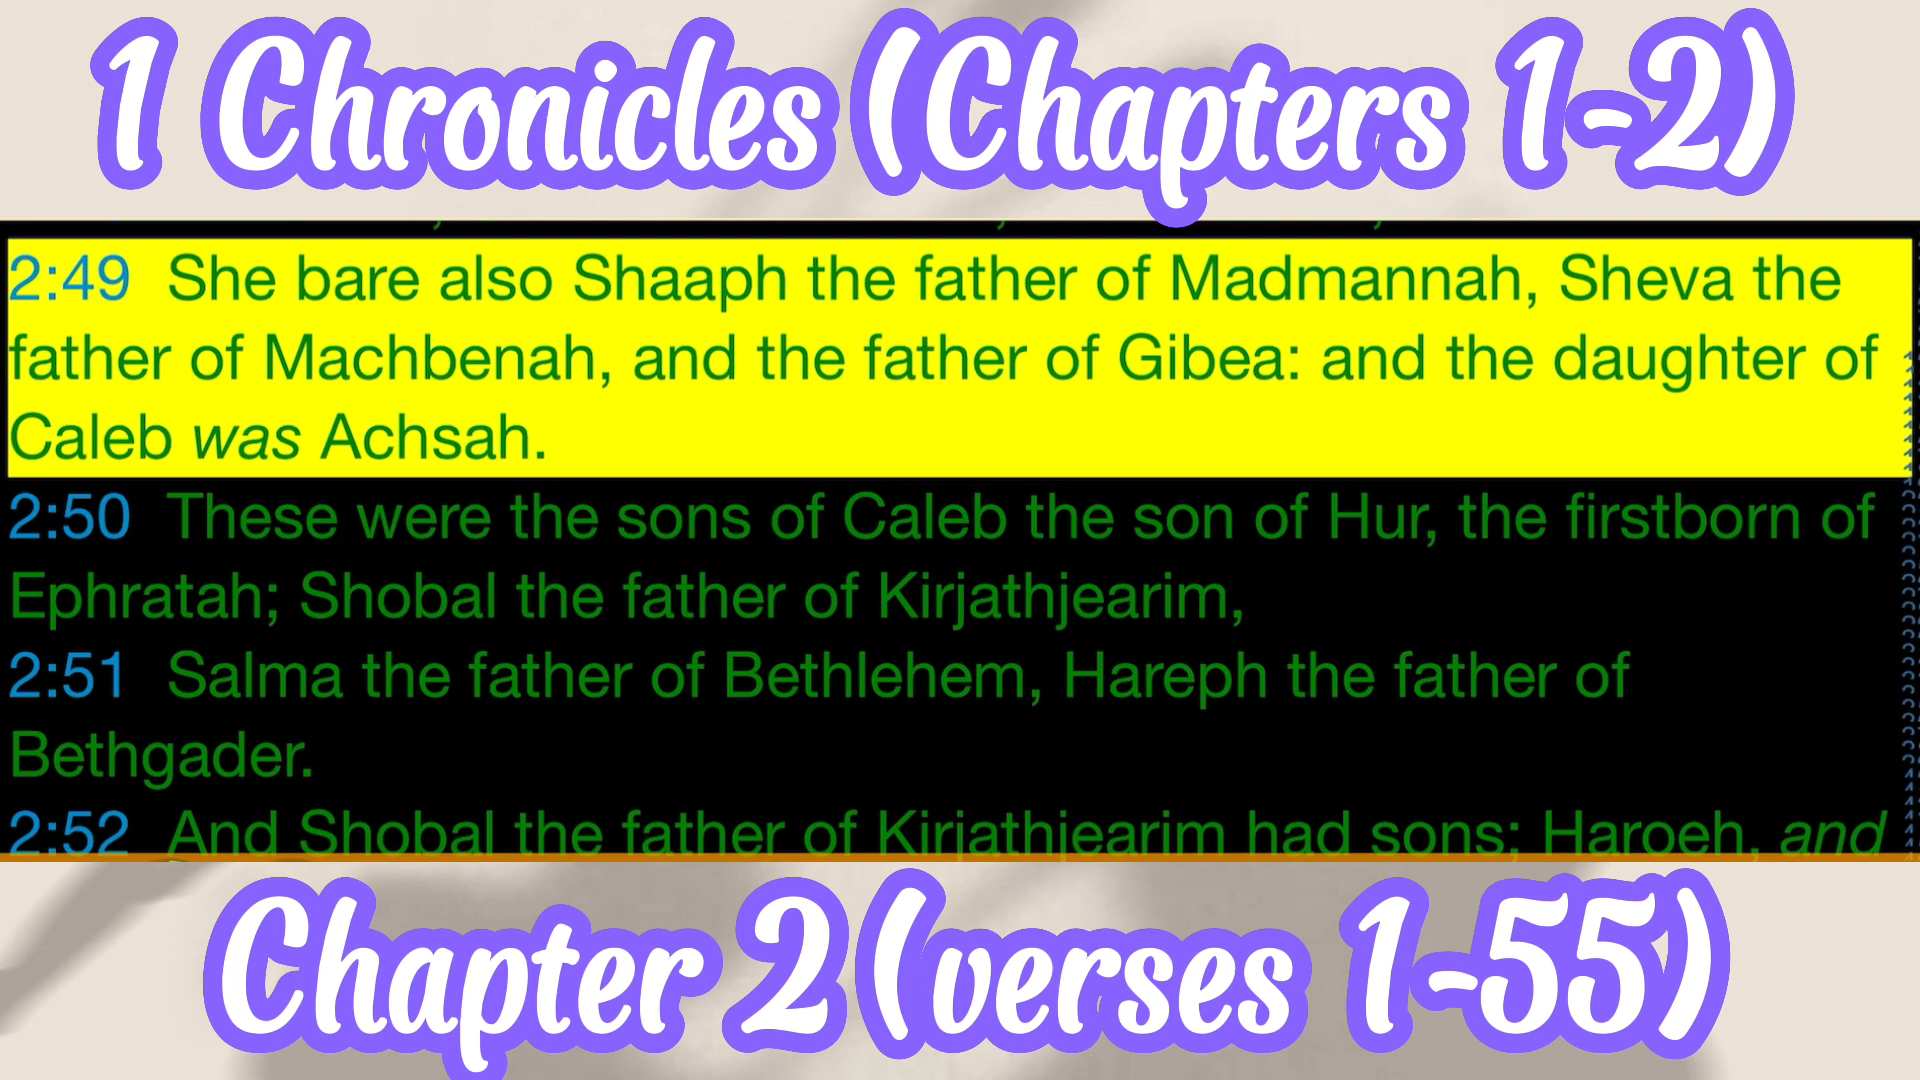 1 Chronicles (Chapters 1-2)
2:49 She bare also Shaaph the father of Madmannah, Sheva the
father of Machbenah, and the father of Gibea: and the daughter of
Caleb was Achsah.
2:50 These were the sons of Caleb the son of Hur, the firstborn of
Ephratah; Shobal the father of Kirjathjearim,
2:51 Salma the father of Bethlehem, Hareph the father of
Bethgader.
2:52 And Shobal the father of Kirjathjearim had sons; Haroeh, and
Chapter 2 (verses 1-55)